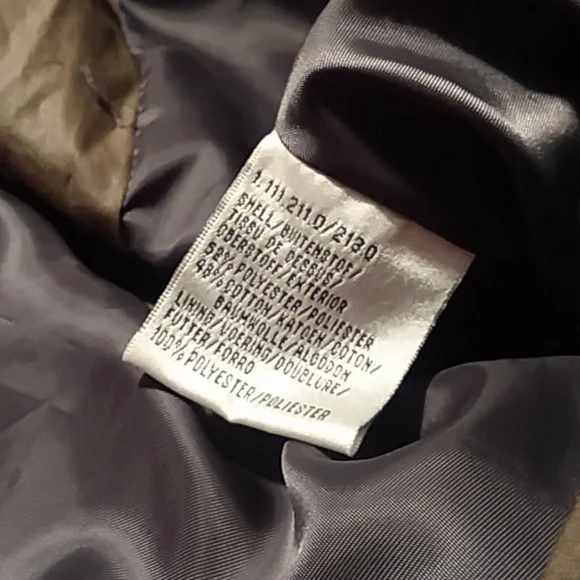 1.111.211.0/213 0
SHELL/BUITENSTOF/
TISSU DE DESSUS/
OBERSTOFF/EXTERIOR
52% POLYESTER/POLIESTER
48% COTTON/KATOEN/COTON/
BAUMWOLLE/ALGODON
LINING/VOERING/DOUBLURE/
FUTTER/FORRO
100% POLYESTER/POLIESTER